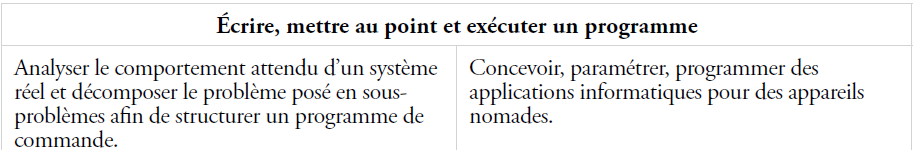 Écrire, mettre au point et exécuter un programme
Analyser le comportement attendu d’un système
réel et décomposer le problème posé en sous-
problèmes afin de structurer un programme de
commande.
Concevoir, paramétrer, programmer des
applications informatiques pour des appareils
nomades.